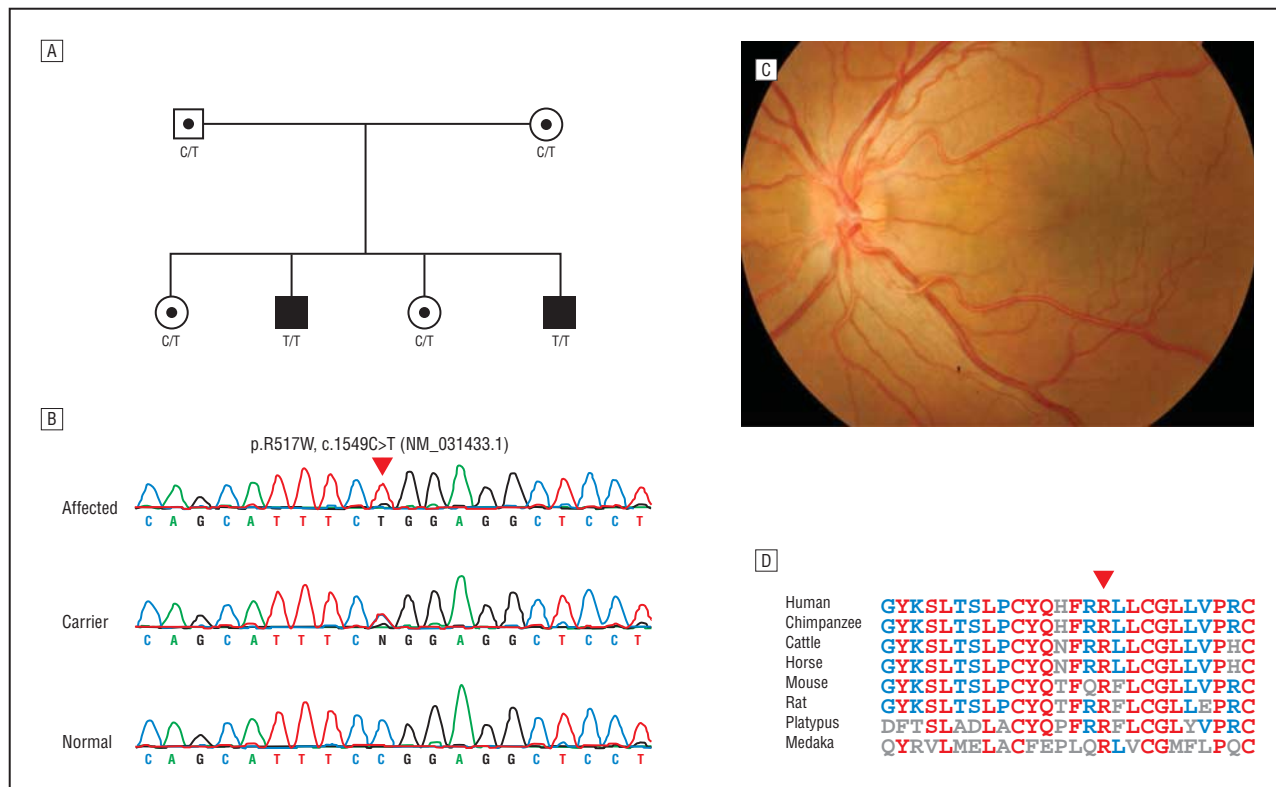 A
C/T
C/T
C/T
T/T
C/T
T/T
B
p.R517W, c.1549C>T (NM_031433.1)
Affected
C A G C A T T T C T G G A G G C T C C T
Carrier
C A G C A T T T C N G G A G G C T C C T
Normal
C A G C A T T T C C G G A G G C T C C T
C
D
Human GYKSLTSLPCYQHFRRLLCGLLVPRC
Chimpanzee GYKSLTSLPCYQHFRRLLCGLLVPRC
Cattle GYKSLTSLPCYQNFRRLLCGLLVPHC
Horse GYKSLTSLPCYQNFRRLLCGLLVPHC
Mouse GYKSLTSLPCYQTFQRFLCGLLVPRC
Rat GYKSLTSLPCYQTFRRFLCGLLEPRC
Platypus DFTSLADLACYQPFRRFLCGLYVPRC
Medaka QYRVLMELACFEPLQRLVCGMFLPQC